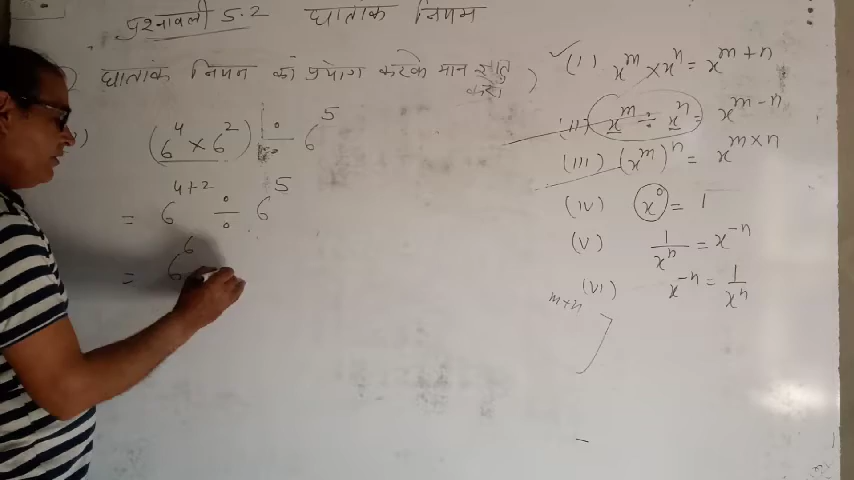 प्रश्नावली 5.2 घातांक नियम
घातांक नियम का प्रयोग करके मान ज्ञात करो
(6⁴ × 6²) ÷ 6⁵
= 6⁴⁺² ÷ 6⁵
= 6⁶
(i) xᵐ × xⁿ = xᵐ⁺ⁿ
(ii) xᵐ ÷ xⁿ = xᵐ⁻ⁿ
(iii) (xᵐ)ⁿ = xᵐˣⁿ
(iv) x⁰ = 1
(v) 1/xⁿ = x⁻ⁿ
(vi) x⁻ⁿ = 1/xⁿ